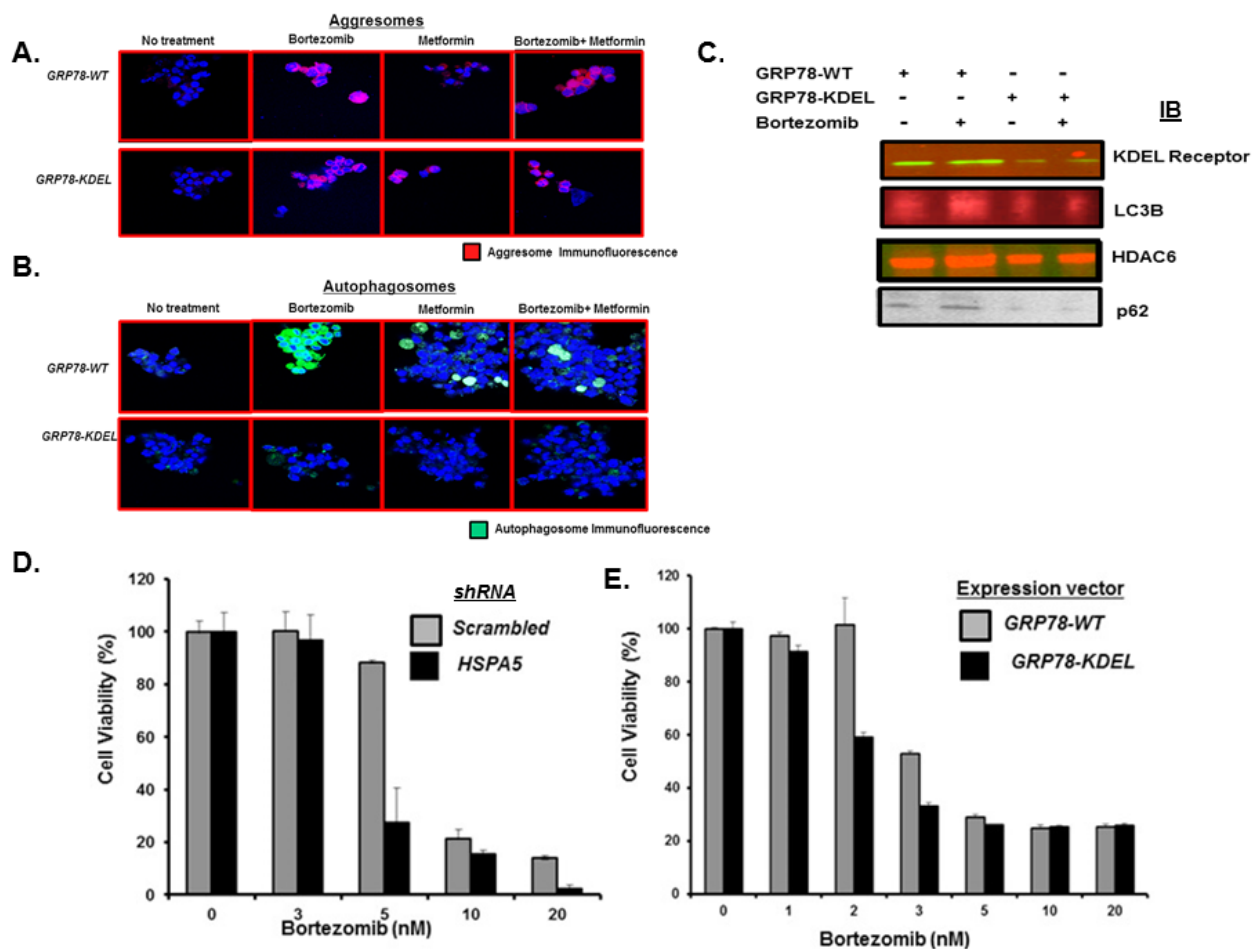 A.
Aggresomes
No treatment Bortezomib Metformin Bortezomib+ Metformin
GRP78-WT
GRP78-KDEL
Aggresome Immunofluorescence
B.
Autophagosomes
No treatment Bortezomib Metformin Bortezomib+ Metformin
GRP78-WT
GRP78-KDEL
Autophagosome Immunofluorescence
C.
GRP78-WT + + - -
GRP78-KDEL - - + +
Bortezomib - + - +
IB
KDEL Receptor
LC3B
HDAC6
p62
D.
shRNA
Scrambled
HSPA5
Cell Viability (%)
120
100
80
60
40
20
0
0 3 5 10 20
Bortezomib (nM)
E.
Expression vector
GRP78-WT
GRP78-KDEL
Cell Viability (%)
120
100
80
60
40
20
0
0 1 2 3 5 10 20
Bortezomib (nM)